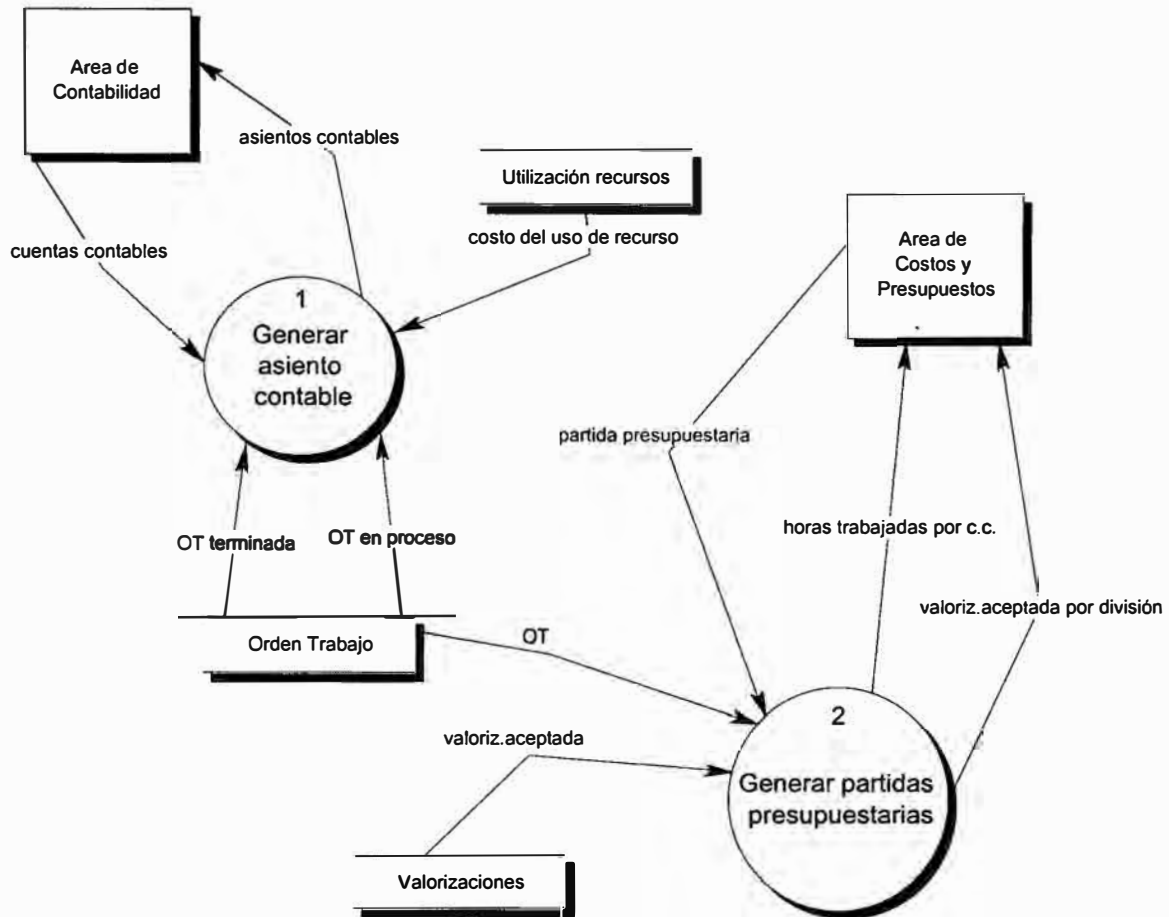 Area de
Contabilidad
asientos contables
Utilización recursos
cuentas contables
costo del uso de recurso
Area de
Costos y
Presupuestos
1
Generar
asiento
contable
partida presupuestaria
OT terminada
OT en proceso
horas trabajadas por c.c.
valoriz.aceptada por división
Orden Trabajo
OT
2
valoriz.aceptada
Generar partidas
presupuestarias
Valorizaciones